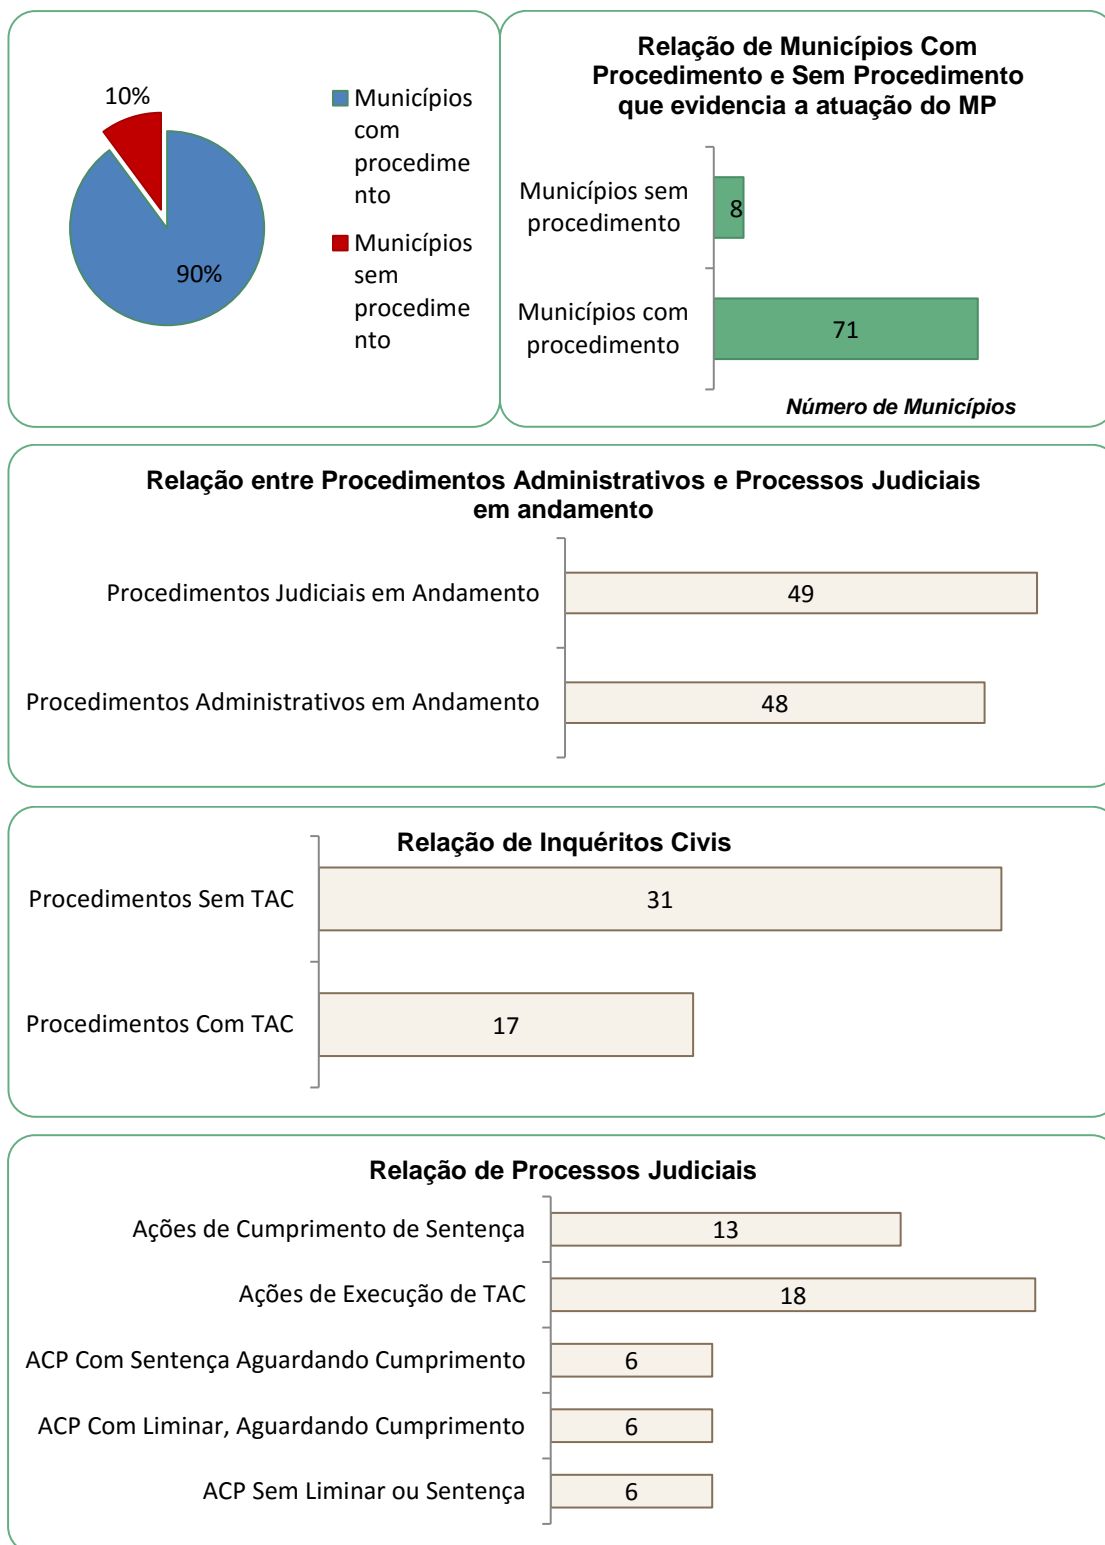 10%
90%
Municípios
com
procedime
nto
Municípios
sem
procedime
nto
Relação de Municípios Com
Procedimento e Sem Procedimento
que evidencia a atuação do MP
Municípios sem
procedimento
8
Municípios com
procedimento
71
Número de Municípios
Relação entre Procedimentos Administrativos e Processos Judiciais
em andamento
Procedimentos Judiciais em Andamento
49
Procedimentos Administrativos em Andamento
48
Relação de Inquéritos Civis
Procedimentos Sem TAC
31
Procedimentos Com TAC
17
Relação de Processos Judiciais
Ações de Cumprimento de Sentença
13
Ações de Execução de TAC
18
ACP Com Sentença Aguardando Cumprimento
6
ACP Com Liminar, Aguardando Cumprimento
6
ACP Sem Liminar ou Sentença
6